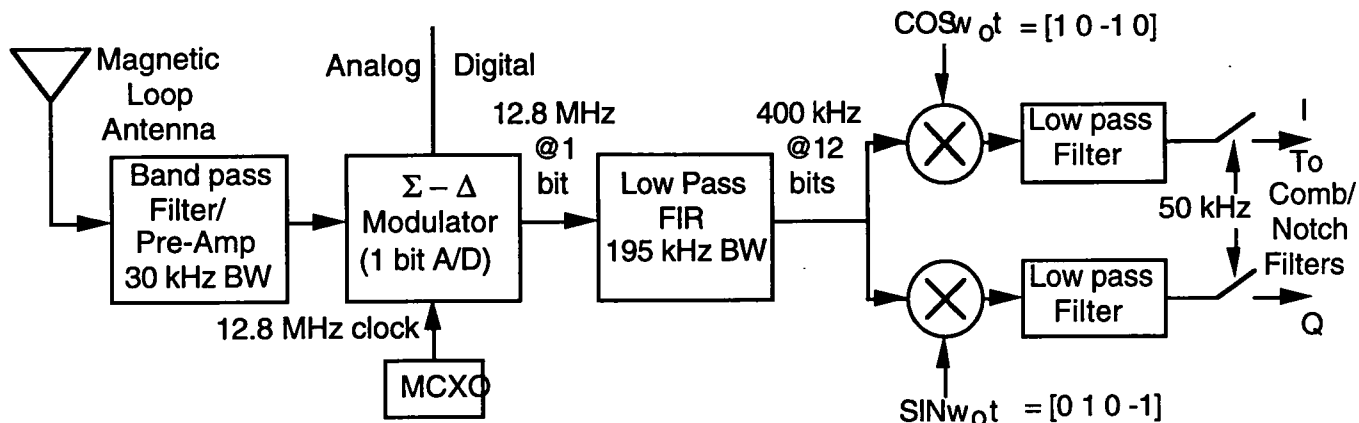 Magnetic
Loop
Antenna
Band pass
Filter/
Pre-Amp
30 kHz BW
Analog
Digital
Σ – Δ
Modulator
(1 bit A/D)
12.8 MHz clock
MCXO
12.8 MHz
@1
bit
Low Pass
FIR
195 kHz BW
400 kHz
@12
bits
COSw₀t = [1 0 -1 0]
Low pass
Filter
I
To
Comb/
Notch
Filters
50 kHz
Low pass
Filter
Q
SINw₀t = [0 1 0 -1]